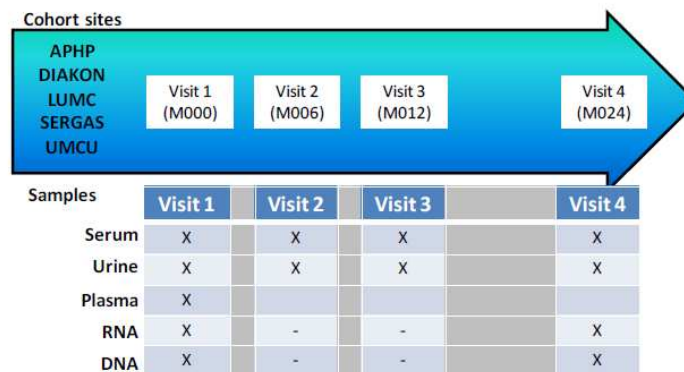 Cohort sites
APHP
DIAKON
LUMC
SERGAS
UMCU
Visit 1
(M000)
Visit 2
(M006)
Visit 3
(M012)
Visit 4
(M024)
Samples Visit 1 Visit 2 Visit 3 Visit 4
Serum X X X X
Urine X X X X
Plasma X
RNA X - - X
DNA X - - X